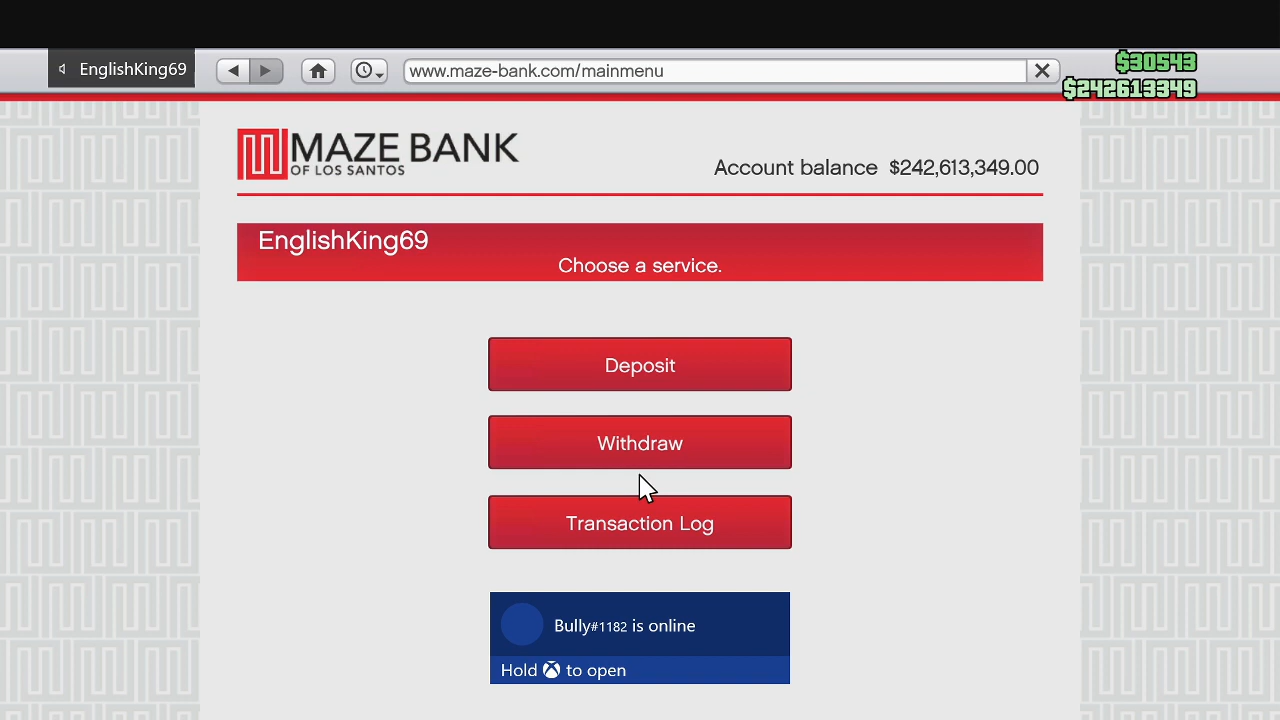 EnglishKing69
www.maze-bank.com/mainmenu
$30543
$242613349
MAZE BANK
OF LOS SANTOS
Account balance $242,613,349.00
EnglishKing69
Choose a service.
Deposit
Withdraw
Transaction Log
Bully#1182 is online
Hold to open